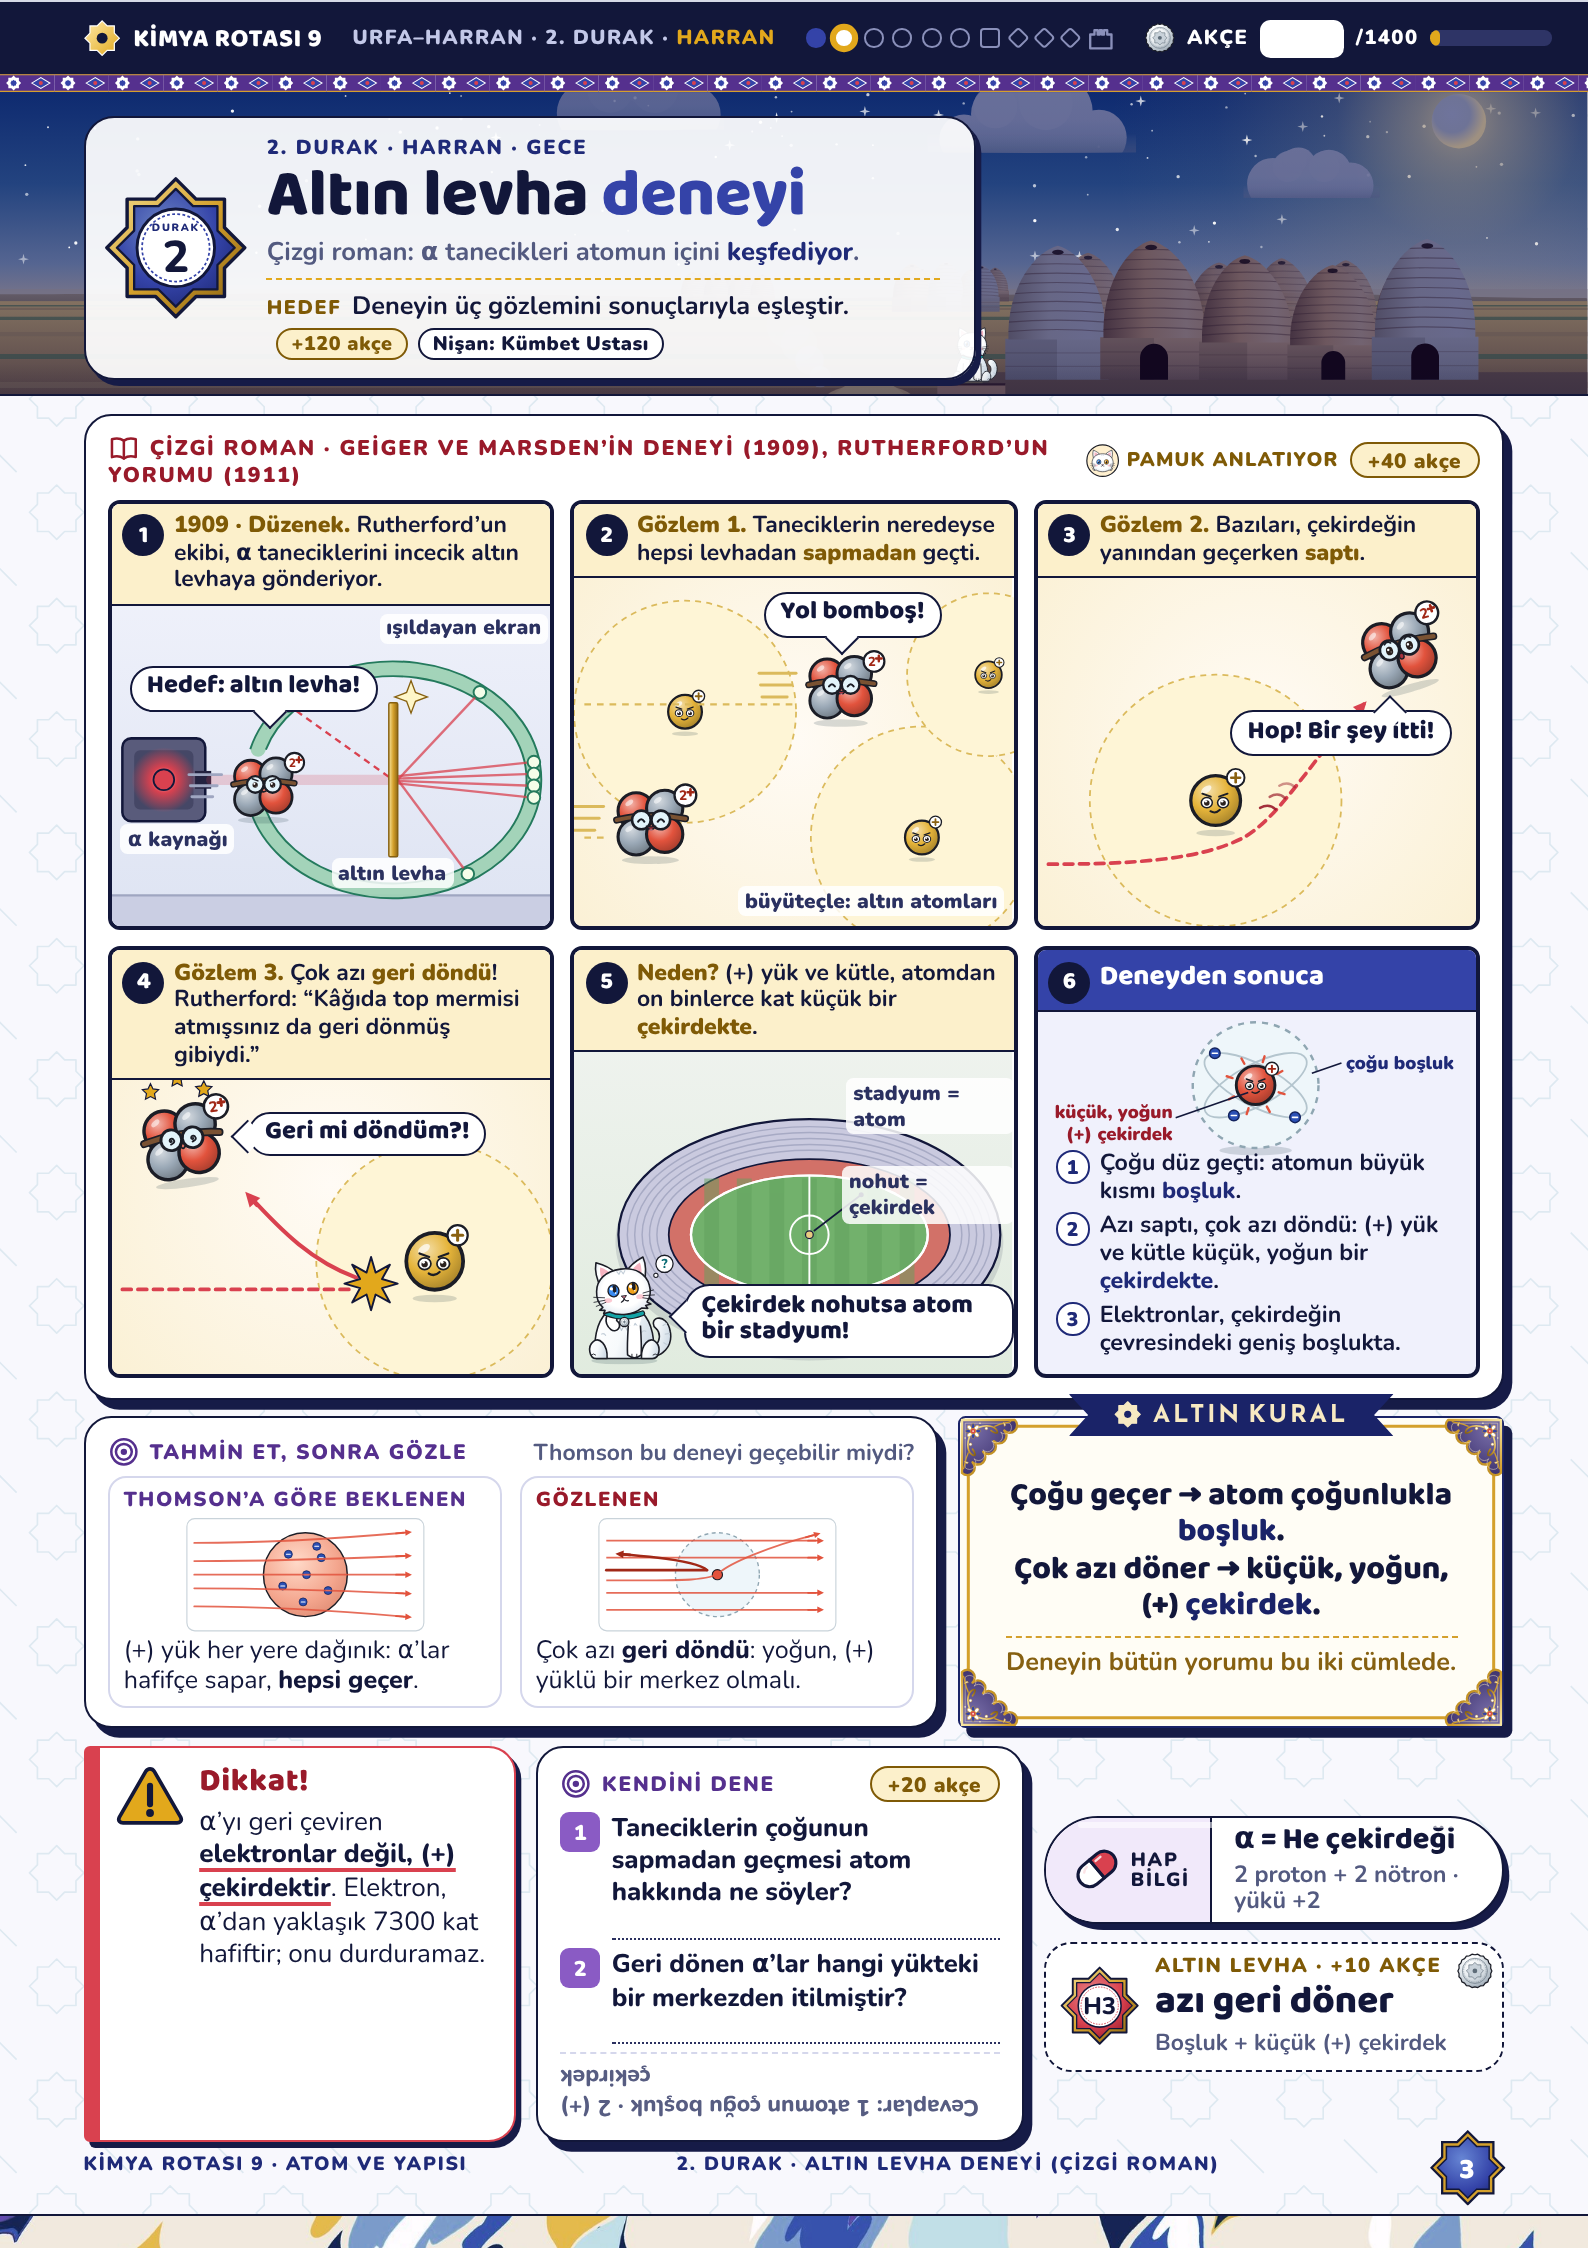 KİMYA ROTASI 9 URFA–HARRAN · 2. DURAK · HARRAN AKÇE /1400
2. DURAK · HARRAN · GECE
DURAK
2
Altın levha deneyi
Çizgi roman: α tanecikleri atomun içini keşfediyor.
HEDEF Deneyin üç gözlemini sonuçlarıyla eşleştir.
+120 akçe Nişan: Kümbet Ustası
ÇİZGİ ROMAN · GEİGER VE MARSDEN’İN DENEYİ (1909), RUTHERFORD’UN
YORUMU (1911)
PAMUK ANLATIYOR +40 akçe
1 1909 · Düzenek. Rutherford’un
ekibi, α taneciklerini incecik altın
levhaya gönderiyor.
ışıldayan ekran
Hedef: altın levha!
2+
α kaynağı
altın levha
2 Gözlem 1. Taneciklerin neredeyse
hepsi levhadan sapmadan geçti.
Yol bomboş!
2+
+
+
2+
+
büyüteçle: altın atomları
3 Gözlem 2. Bazıları, çekirdeğin
yanından geçerken saptı.
2+
Hop! Bir şey itti!
+
4 Gözlem 3. Çok azı geri döndü!
Rutherford: “Kâğıda top mermisi
atmışsınız da geri dönmüş
gibiydi.”
2+
Geri mi döndüm?!
+
5 Neden? (+) yük ve kütle, atomdan
on binlerce kat küçük bir
çekirdekte.
stadyum =
atom
nohut =
çekirdek
?
Çekirdek nohutsa atom
bir stadyum!
6 Deneyden sonuca
+
çoğu boşluk
küçük, yoğun
(+) çekirdek
1 Çoğu düz geçti: atomun büyük
kısmı boşluk.
2 Azı saptı, çok azı döndü: (+) yük
ve kütle küçük, yoğun bir
çekirdekte.
3 Elektronlar, çekirdeğin
çevresindeki geniş boşlukta.
TAHMİN ET, SONRA GÖZLE Thomson bu deneyi geçebilir miydi?
THOMSON’A GÖRE BEKLENEN
(+) yük her yere dağınık: α’lar
hafifçe sapar, hepsi geçer.
GÖZLENEN
Çok azı geri döndü: yoğun, (+)
yüklü bir merkez olmalı.
ALTIN KURAL
Çoğu geçer → atom çoğunlukla
boşluk.
Çok azı döner → küçük, yoğun,
(+) çekirdek.
Deneyin bütün yorumu bu iki cümlede.
Dikkat!
α’yı geri çeviren
elektronlar değil, (+)
çekirdektir. Elektron,
α’dan yaklaşık 7300 kat
hafiftir; onu durduramaz.
KENDİNİ DENE +20 akçe
1 Taneciklerin çoğunun
sapmadan geçmesi atom
hakkında ne söyler?
2 Geri dönen α’lar hangi yükteki
bir merkezden itilmiştir?
Cevaplar: 1 atomun çoğu boşluk · 2 (+)
çekirdek
HAP
BİLGİ
α = He çekirdeği
2 proton + 2 nötron ·
yükü +2
H3
ALTIN LEVHA · +10 AKÇE
azı geri döner
Boşluk + küçük (+) çekirdek
KİMYA ROTASI 9 · ATOM VE YAPISI 2. DURAK · ALTIN LEVHA DENEYİ (ÇİZGİ ROMAN) 3